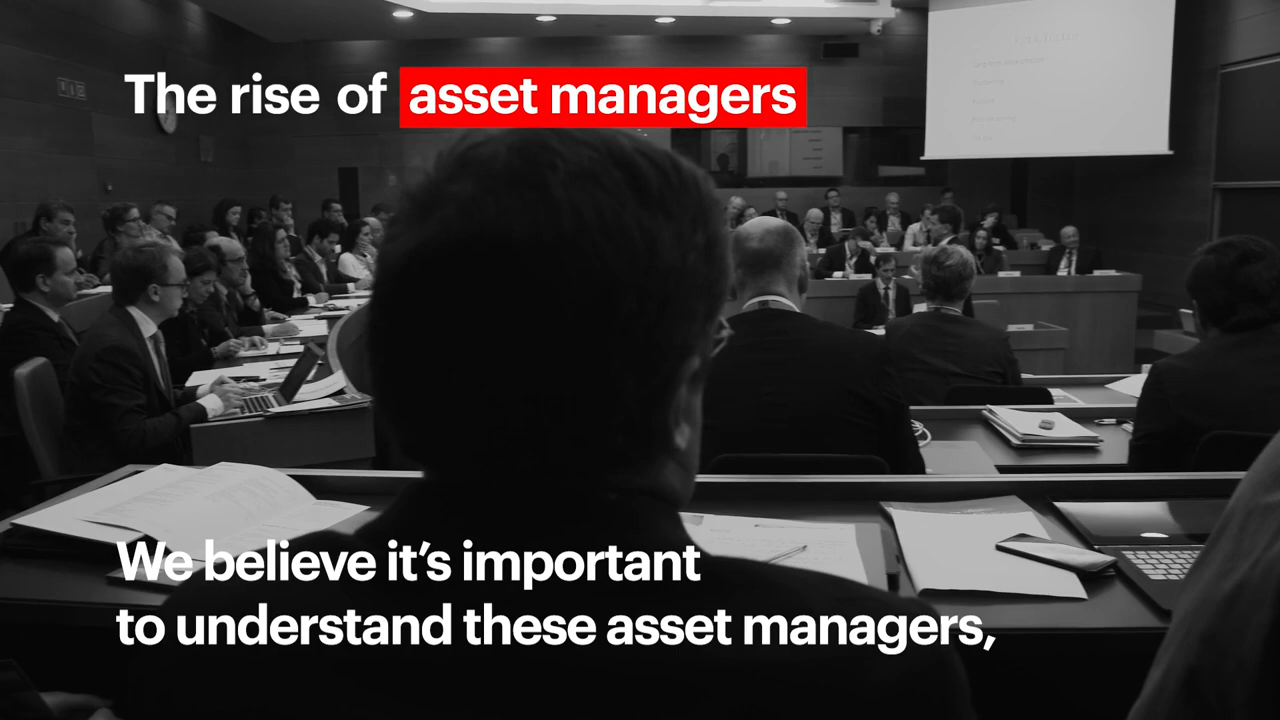 The rise of asset managers
We believe it’s important
to understand these asset managers,